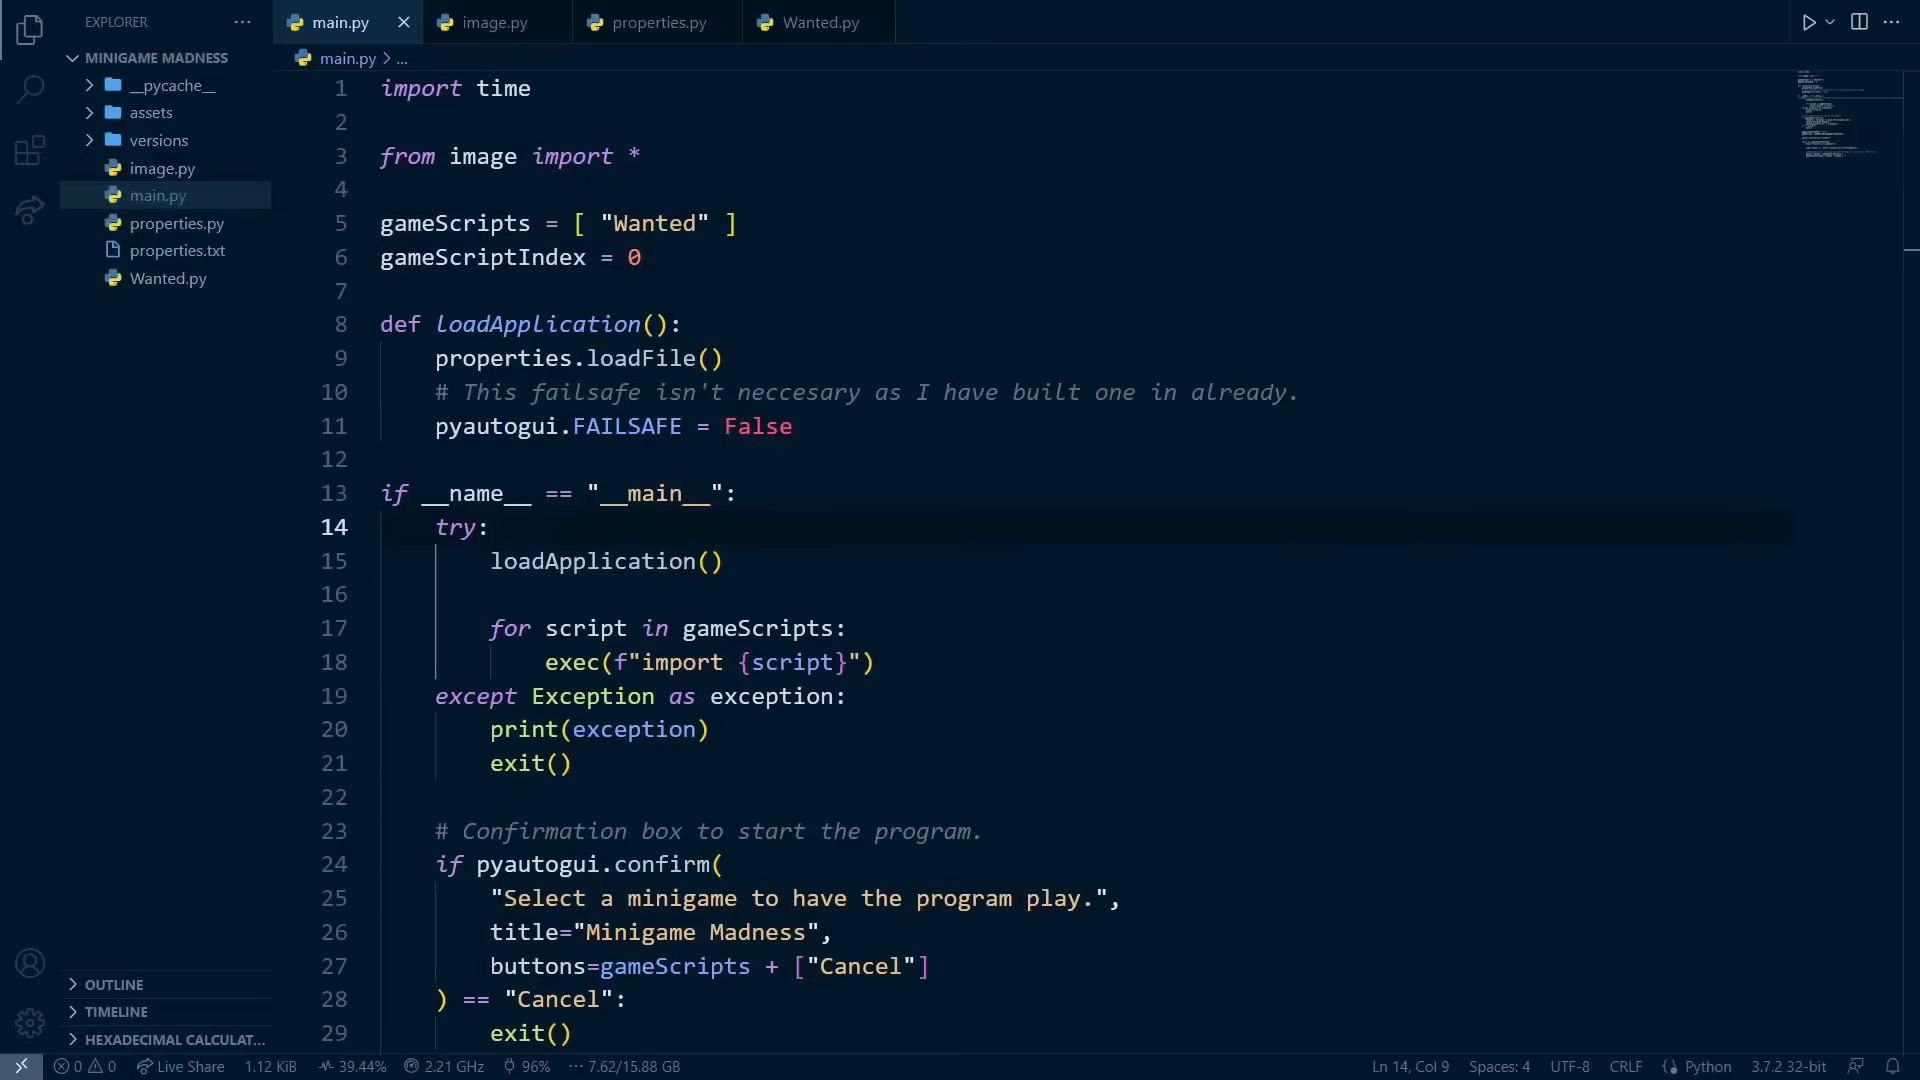 EXPLORER
main.py
image.py
properties.py
Wanted.py
MINIGAME MADNESS
__pycache__
assets
versions
image.py
main.py
properties.py
properties.txt
Wanted.py
OUTLINE
TIMELINE
HEXADECIMAL CALCULAT...
main.py > ...
1 import time
2
3 from image import *
4
5 gameScripts = [ "Wanted" ]
6 gameScriptIndex = 0
7
8 def loadApplication():
9 properties.loadFile()
10 # This failsafe isn't neccesary as I have built one in already.
11 pyautogui.FAILSAFE = False
12
13 if __name__ == "__main__":
14 try:
15 loadApplication()
16
17 for script in gameScripts:
18 exec(f"import {script}")
19 except Exception as exception:
20 print(exception)
21 exit()
22
23 # Confirmation box to start the program.
24 if pyautogui.confirm(
25 "Select a minigame to have the program play.",
26 title="Minigame Madness",
27 buttons=gameScripts + ["Cancel"]
28 ) == "Cancel":
29 exit()
0 0 Live Share 1.12 KiB 39.44% 2.21 GHz 96% 7.62/15.88 GB Ln 14, Col 9 Spaces: 4 UTF-8 CRLF Python 3.7.2 32-bit